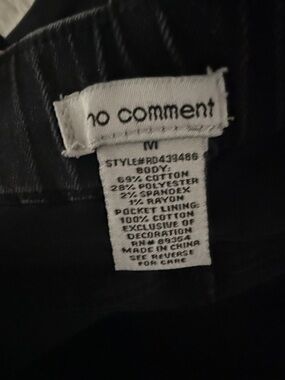 no comment
M
STYLE#RD439486
BODY:
69% COTTON
28% POLYESTER
2% SPANDEX
1% RAYON
POCKET LINING:
100% COTTON
EXCLUSIVE OF
DECORATION
RN# 89354
MADE IN CHINA
SEE REVERSE
FOR CARE